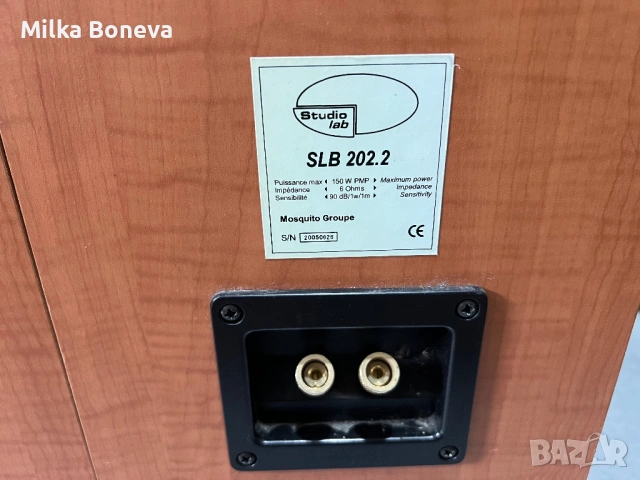 Milka Boneva
Studio
lab
SLB 202.2
Puissance max 150 W PMP Maximum power
Impédance 6 Ohms Impedance
Sensibilité 90 dB/1w/1m Sensitivity
Mosquito Groupe
S/N 20050626 CE
BAZAR